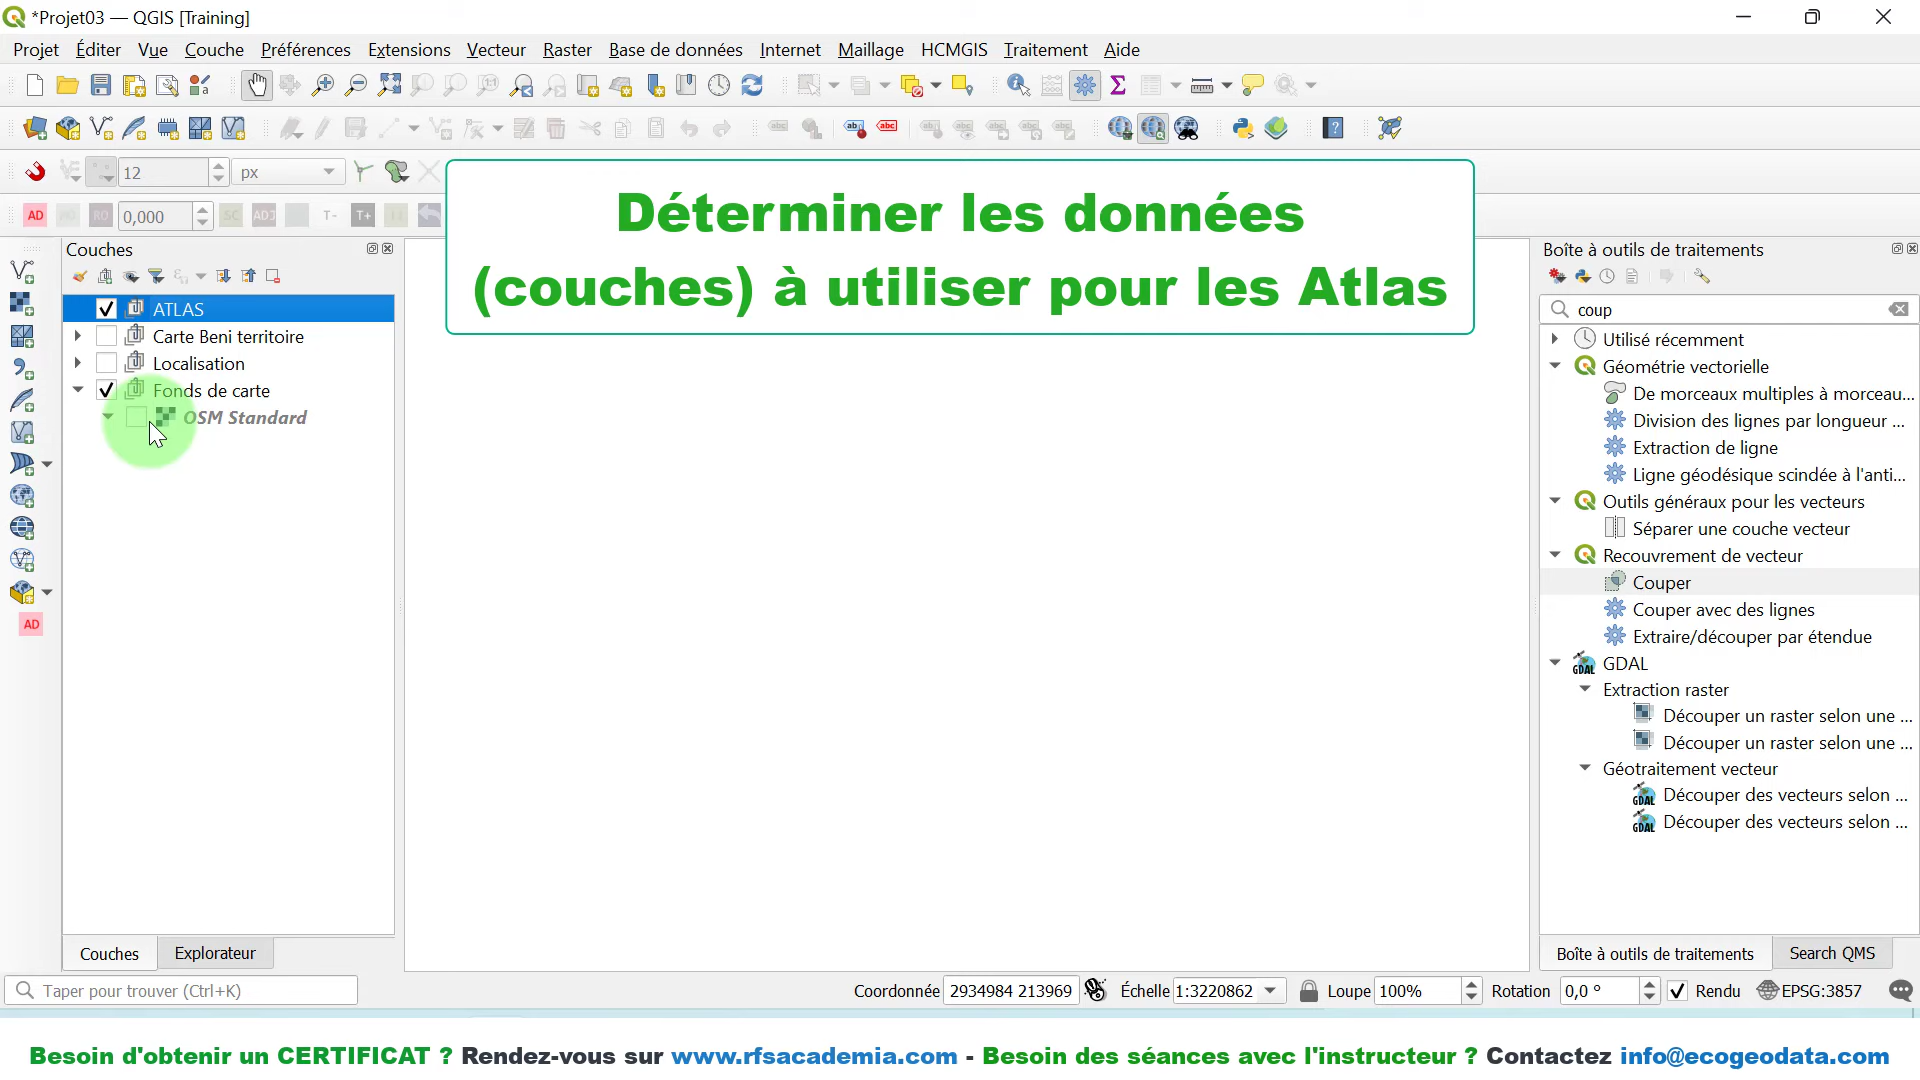 *Projet03 — QGIS [Training]
Projet Éditer Vue Couche Préférences Extensions Vecteur Raster Base de données Internet Maillage HCMGIS Traitement Aide
12 px
0,000
Déterminer les données
(couches) à utiliser pour les Atlas
Couches
ATLAS
Carte Beni territoire
Localisation
Fonds de carte
OSM Standard
Couches Explorateur
Boîte à outils de traitements
coup
Utilisé récemment
Géométrie vectorielle
De morceaux multiples à morceau...
Division des lignes par longueur ...
Extraction de ligne
Ligne géodésique scindée à l'anti...
Outils généraux pour les vecteurs
Séparer une couche vecteur
Recouvrement de vecteur
Couper
Couper avec des lignes
Extraire/découper par étendue
GDAL
Extraction raster
Découper un raster selon une ...
Découper un raster selon une ...
Géotraitement vecteur
Découper des vecteurs selon ...
Découper des vecteurs selon ...
Boîte à outils de traitements Search QMS
Taper pour trouver (Ctrl+K) Coordonnée 2934984 213969 Échelle 1:3220862 Loupe 100% Rotation 0,0 ° Rendu EPSG:3857
Besoin d'obtenir un CERTIFICAT ? Rendez-vous sur www.rfsacademia.com - Besoin des séances avec l'instructeur ? Contactez info@ecogeodata.com